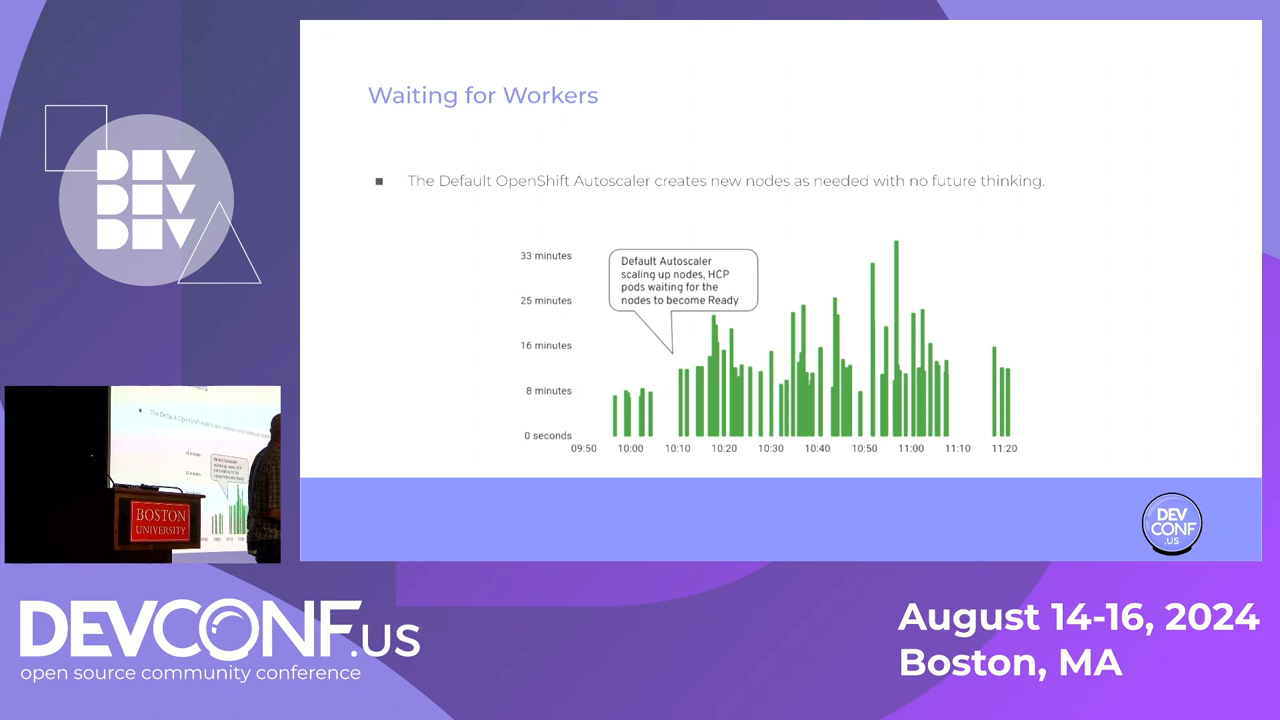 DEV
DEV
DEV
Waiting for Workers
■ The Default OpenShift Autoscaler creates new nodes as needed with no future thinking.
33 minutes
25 minutes
16 minutes
8 minutes
0 seconds
Default Autoscaler
scaling up nodes, HCP
pods waiting for the
nodes to become Ready
09:50 10:00 10:10 10:20 10:30 10:40 10:50 11:00 11:10 11:20
DEV
CONF
.US
BOSTON
UNIVERSITY
DEVCONF.us
open source community conference
August 14-16, 2024
Boston, MA